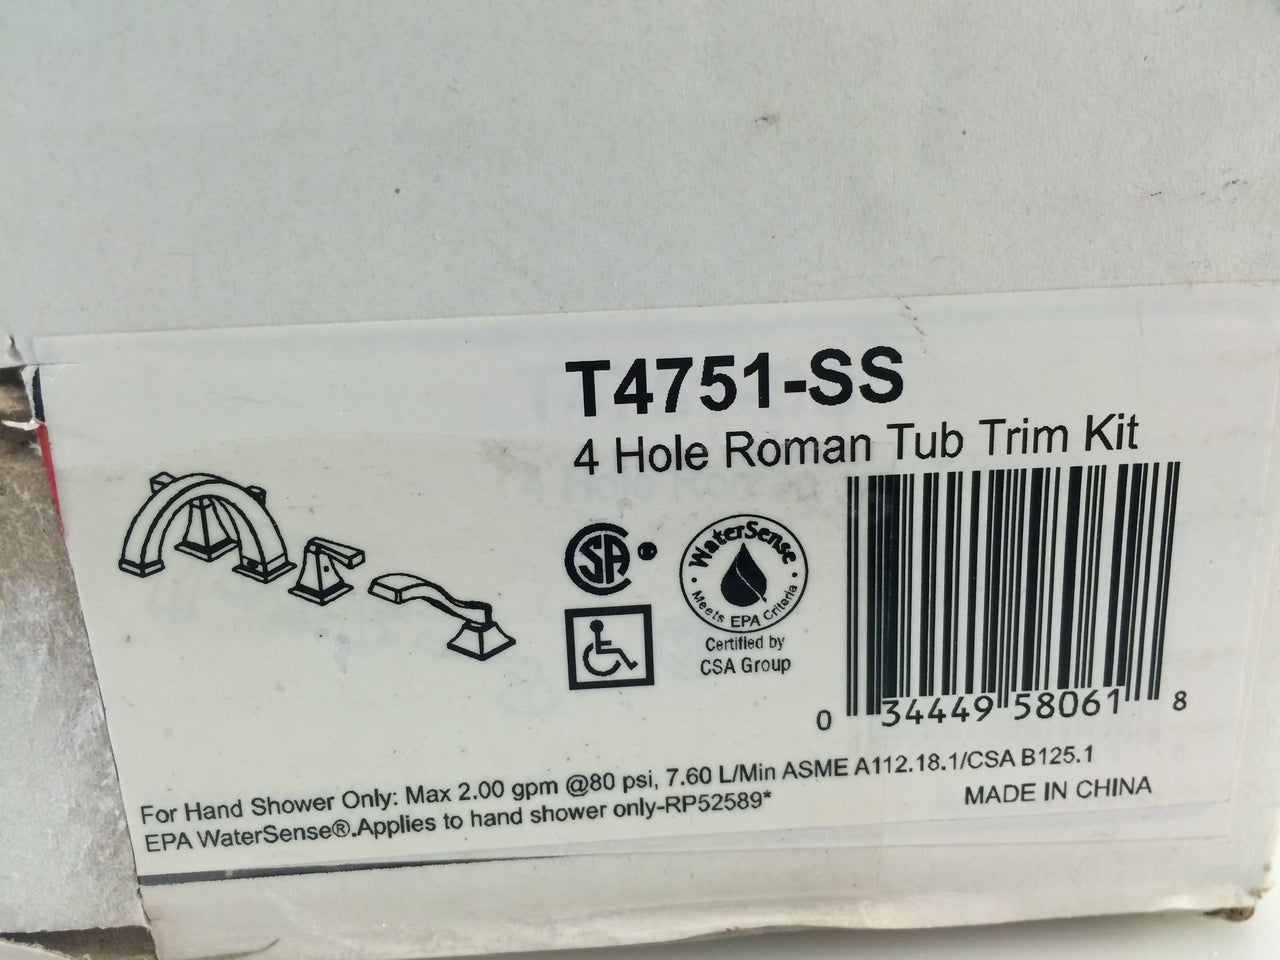 T4751-SS
4 Hole Roman Tub Trim Kit
SA ®
WaterSense
Meets EPA Criteria
Certified by
CSA Group
0 34449 58061 8
For Hand Shower Only: Max 2.00 gpm @80 psi, 7.60 L/Min ASME A112.18.1/CSA B125.1
EPA WaterSense®.Applies to hand shower only-RP52589*
MADE IN CHINA